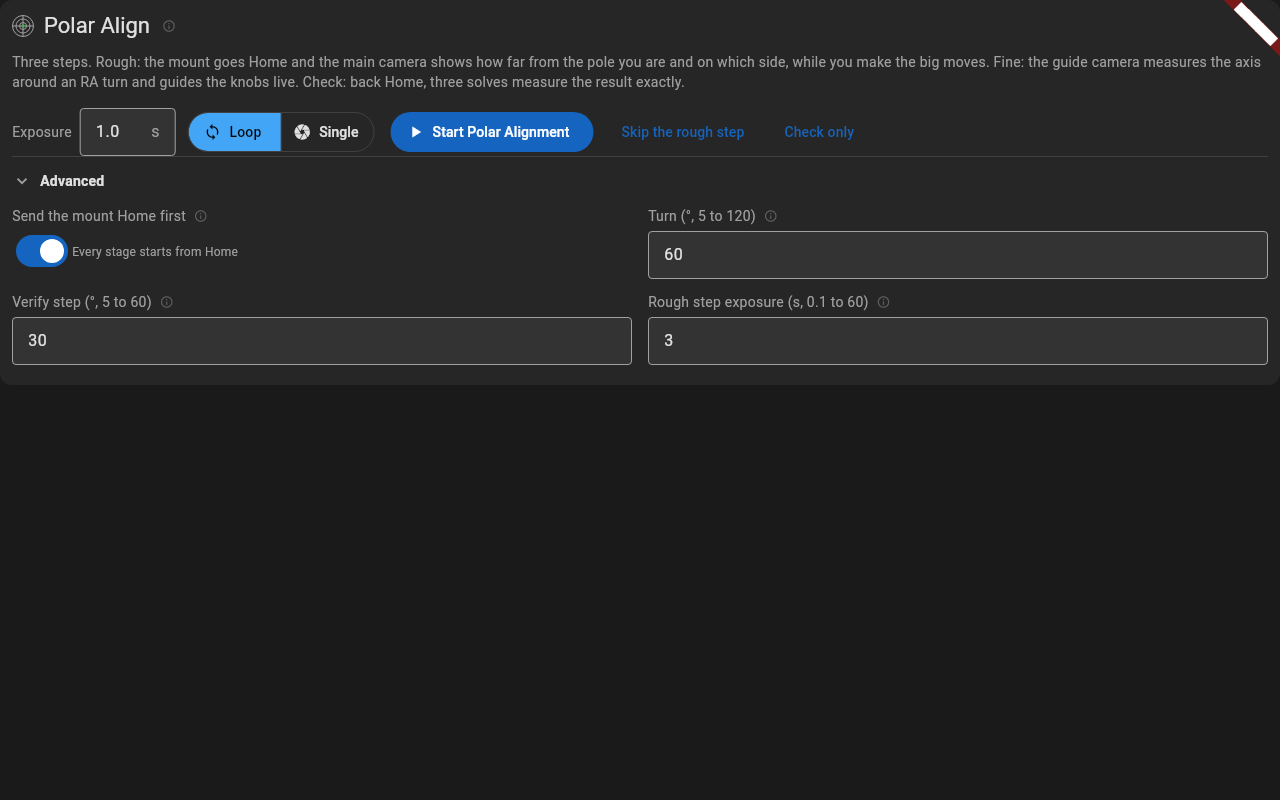 Polar Align
Three steps. Rough: the mount goes Home and the main camera shows how far from the pole you are and on which side, while you make the big moves. Fine: the guide camera measures the axis
around an RA turn and guides the knobs live. Check: back Home, three solves measure the result exactly.
Exposure 1.0 s Loop Single Start Polar Alignment Skip the rough step Check only
Advanced
Send the mount Home first
Every stage starts from Home
Turn (°, 5 to 120)
60
Verify step (°, 5 to 60)
30
Rough step exposure (s, 0.1 to 60)
3